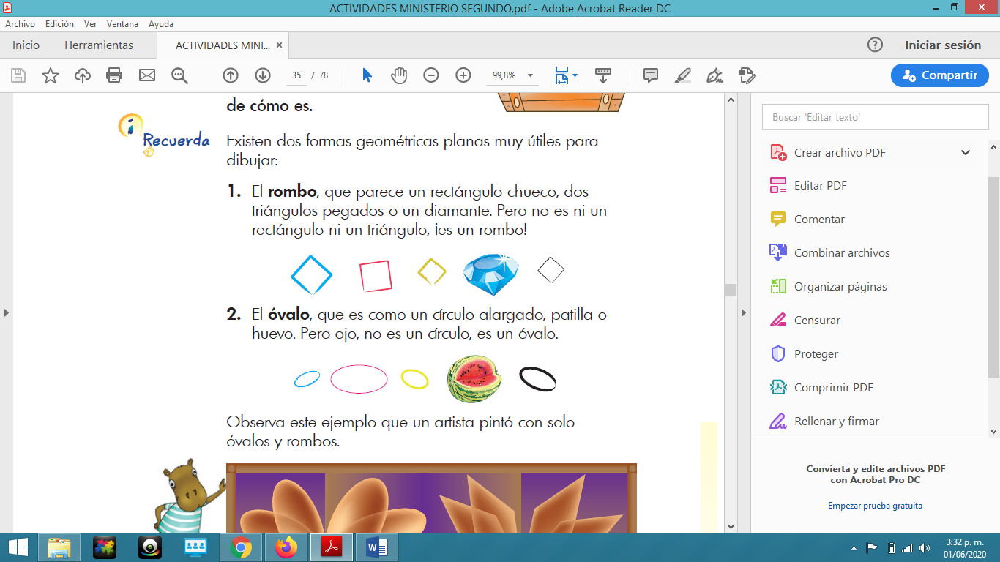 ACTIVIDADES MINISTERIO SEGUNDO.pdf - Adobe Acrobat Reader DC
Archivo Edición Ver Ventana Ayuda
Inicio Herramientas ACTIVIDADES MINI... Iniciar sesión
35 / 78 99,8% Compartir
de cómo es.
Recuerda
Existen dos formas geométricas planas muy útiles para
dibujar:
1. El rombo, que parece un rectángulo chueco, dos
triángulos pegados o un diamante. Pero no es ni un
rectángulo ni un triángulo, ¡es un rombo!
2. El óvalo, que es como un círculo alargado, patilla o
huevo. Pero ojo, no es un círculo, es un óvalo.
Observa este ejemplo que un artista pintó con solo
óvalos y rombos.
Buscar 'Editar texto'
Crear archivo PDF
Editar PDF
Comentar
Combinar archivos
Organizar páginas
Censurar
Proteger
Comprimir PDF
Rellenar y firmar
Convierta y edite archivos PDF
con Acrobat Pro DC
Empezar prueba gratuita
3:32 p. m.
01/06/2020